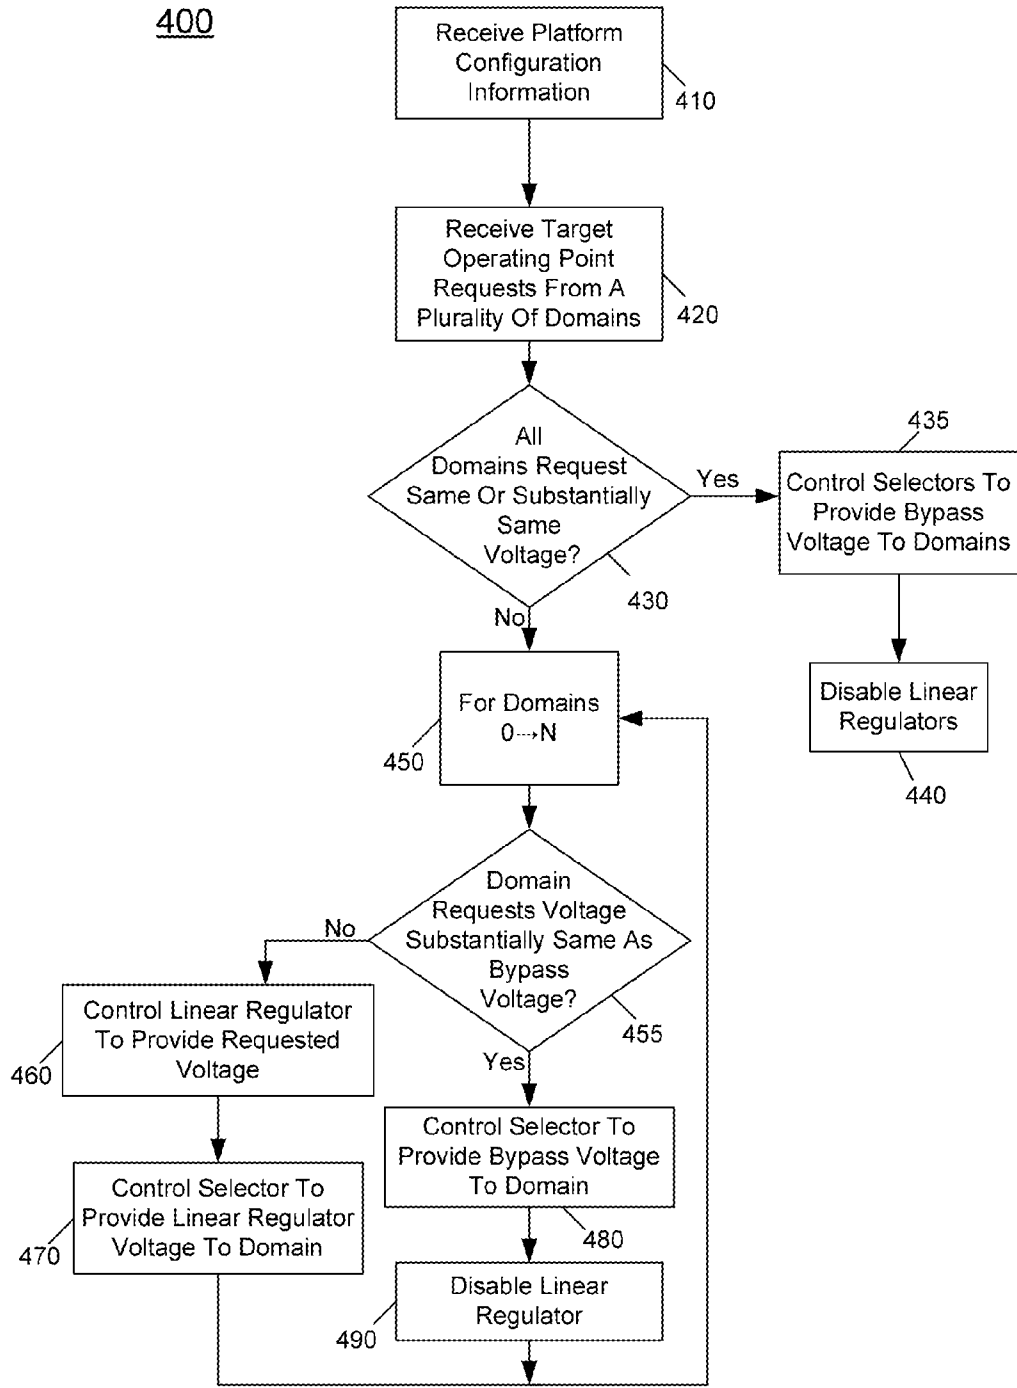 400
Receive Platform
Configuration
Information
410
Receive Target
Operating Point
Requests From A
Plurality Of Domains
420
All
Domains Request
Same Or Substantially
Same
Voltage?
430
Yes
435
Control Selectors To
Provide Bypass
Voltage To Domains
Disable Linear
Regulators
440
No
For Domains
0→N
450
Domain
Requests Voltage
Substantially Same As
Bypass
Voltage?
455
No
Control Linear Regulator
To Provide Requested
Voltage
460
Control Selector To
Provide Linear Regulator
Voltage To Domain
470
Yes
Control Selector To
Provide Bypass Voltage
To Domain
480
Disable Linear
Regulator
490